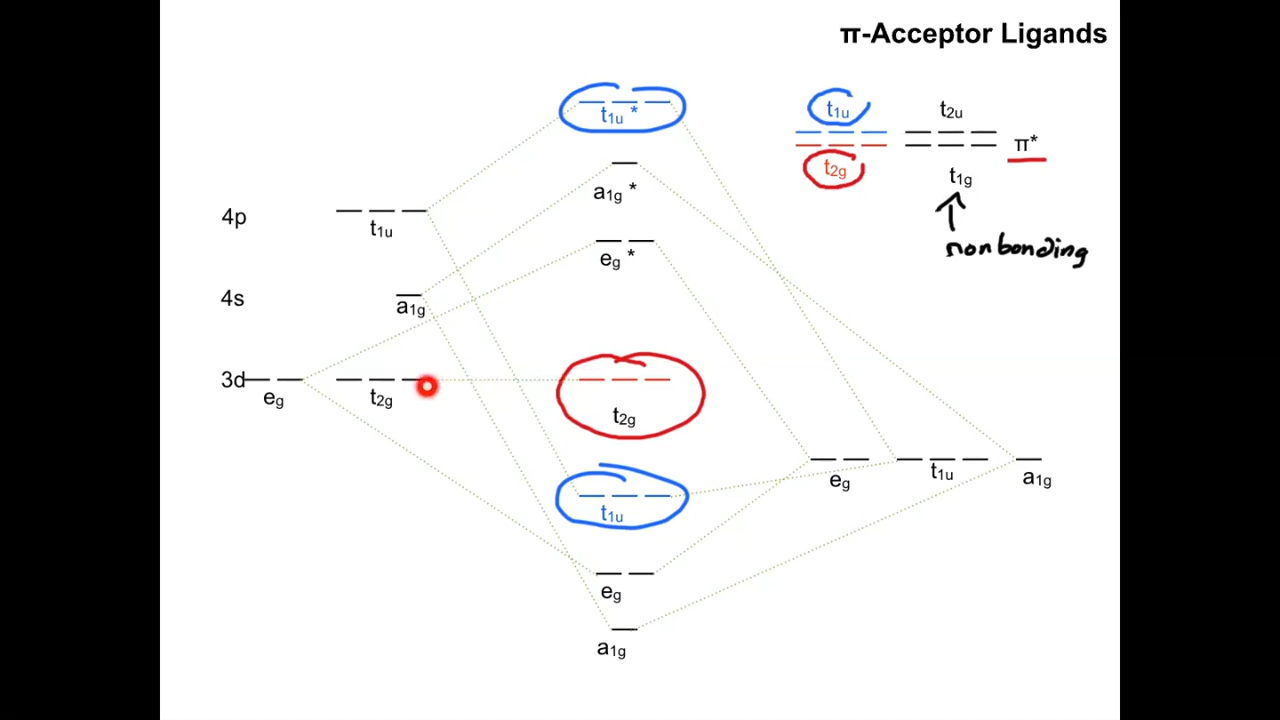 π-Acceptor Ligands
t1u *
t1u
t2u
π*
t2g
t1g
nonbonding
a1g *
4p
t1u
eg *
4s
a1g
3d
eg
t2g
t2g
eg
t1u
a1g
t1u
eg
a1g